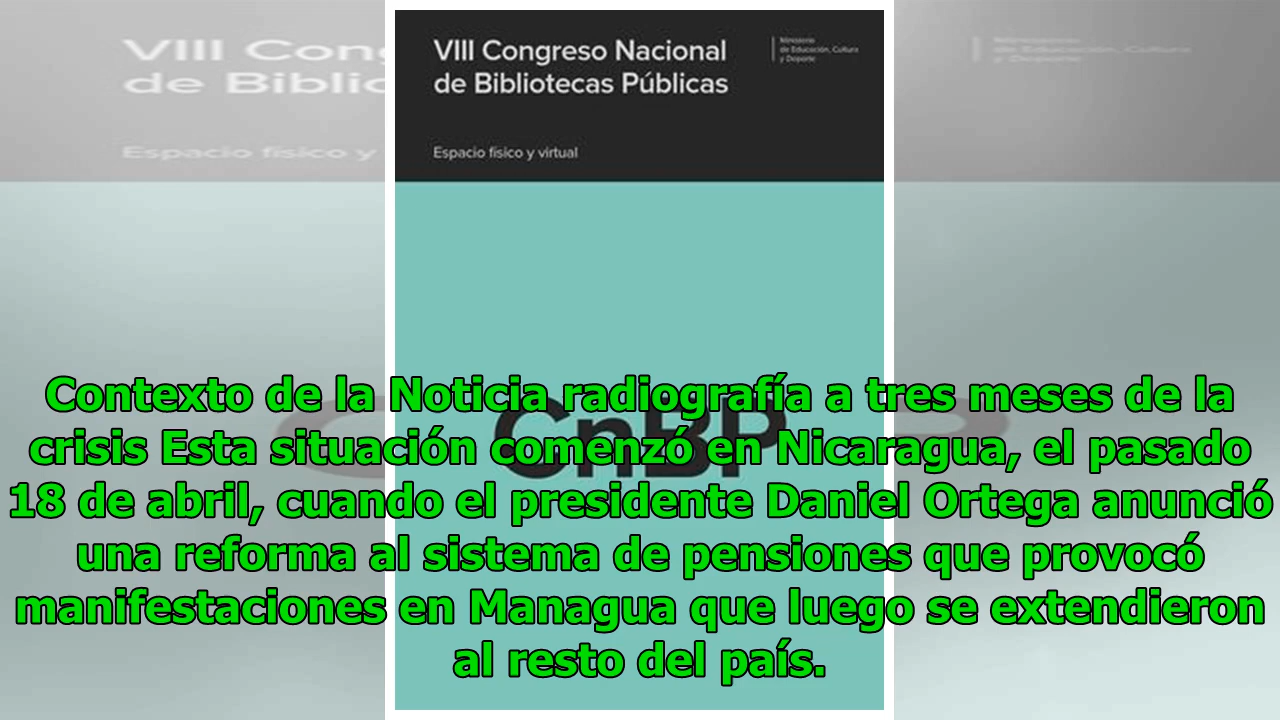 VIII Congreso Nacional
de Bibliotecas Públicas
Ministerio
de Educación, Cultura
y Deporte
Espacio físico y virtual
CnBP
Contexto de la Noticia radiografía a tres meses de la
crisis Esta situación comenzó en Nicaragua, el pasado
18 de abril, cuando el presidente Daniel Ortega anunció
una reforma al sistema de pensiones que provocó
manifestaciones en Managua que luego se extendieron
al resto del país.